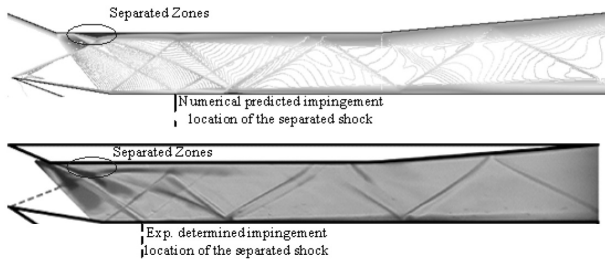 Separated Zones
Numerical predicted impingement
location of the separated shock
Separated Zones
Exp. determined impingement
location of the separated shock